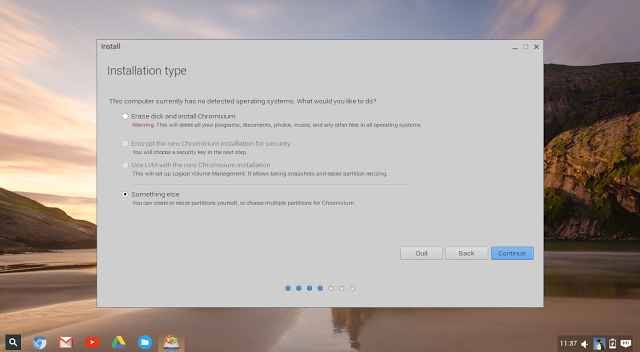 Install
Installation type
This computer currently has no detected operating systems. What would you like to do?
Erase disk and install Chromixium
Warning: This will delete all your programs, documents, photos, music, and any other files in all operating systems.
Encrypt the new Chromixium installation for security
You will choose a security key in the next step.
Use LVM with the new Chromixium installation
This will set up Logical Volume Management. It allows taking snapshots and easier partition resizing.
Something else
You can create or resize partitions yourself, or choose multiple partitions for Chromixium.
Quit Back Continue
11:37